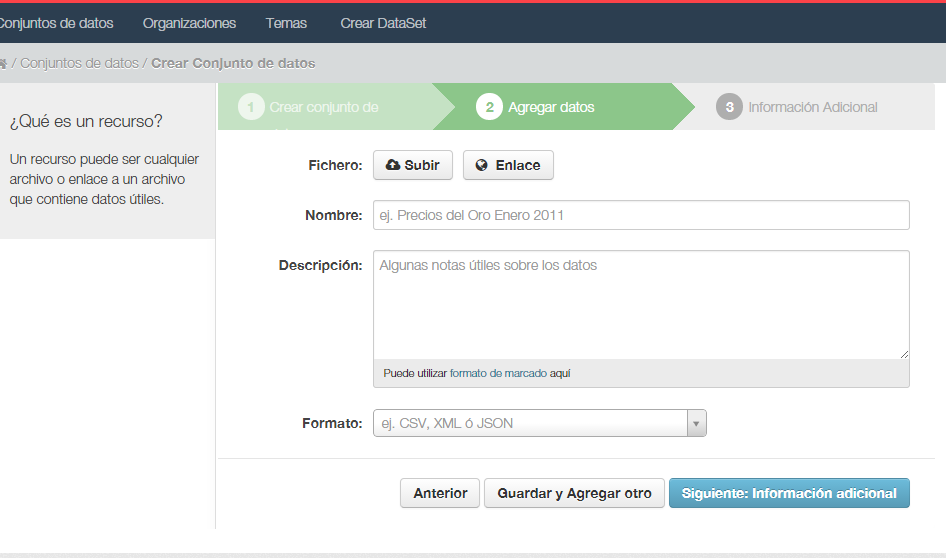 Conjuntos de datos Organizaciones Temas Crear DataSet
/ Conjuntos de datos / Crear Conjunto de datos
¿Qué es un recurso?
Un recurso puede ser cualquier
archivo o enlace a un archivo
que contiene datos útiles.
1 Crear conjunto de
2 Agregar datos
3 Información Adicional
Fichero: Subir Enlace
Nombre: ej. Precios del Oro Enero 2011
Descripción: Algunas notas útiles sobre los datos
Puede utilizar formato de marcado aquí
Formato: ej. CSV, XML ó JSON
Anterior Guardar y Agregar otro Siguiente: Información adicional